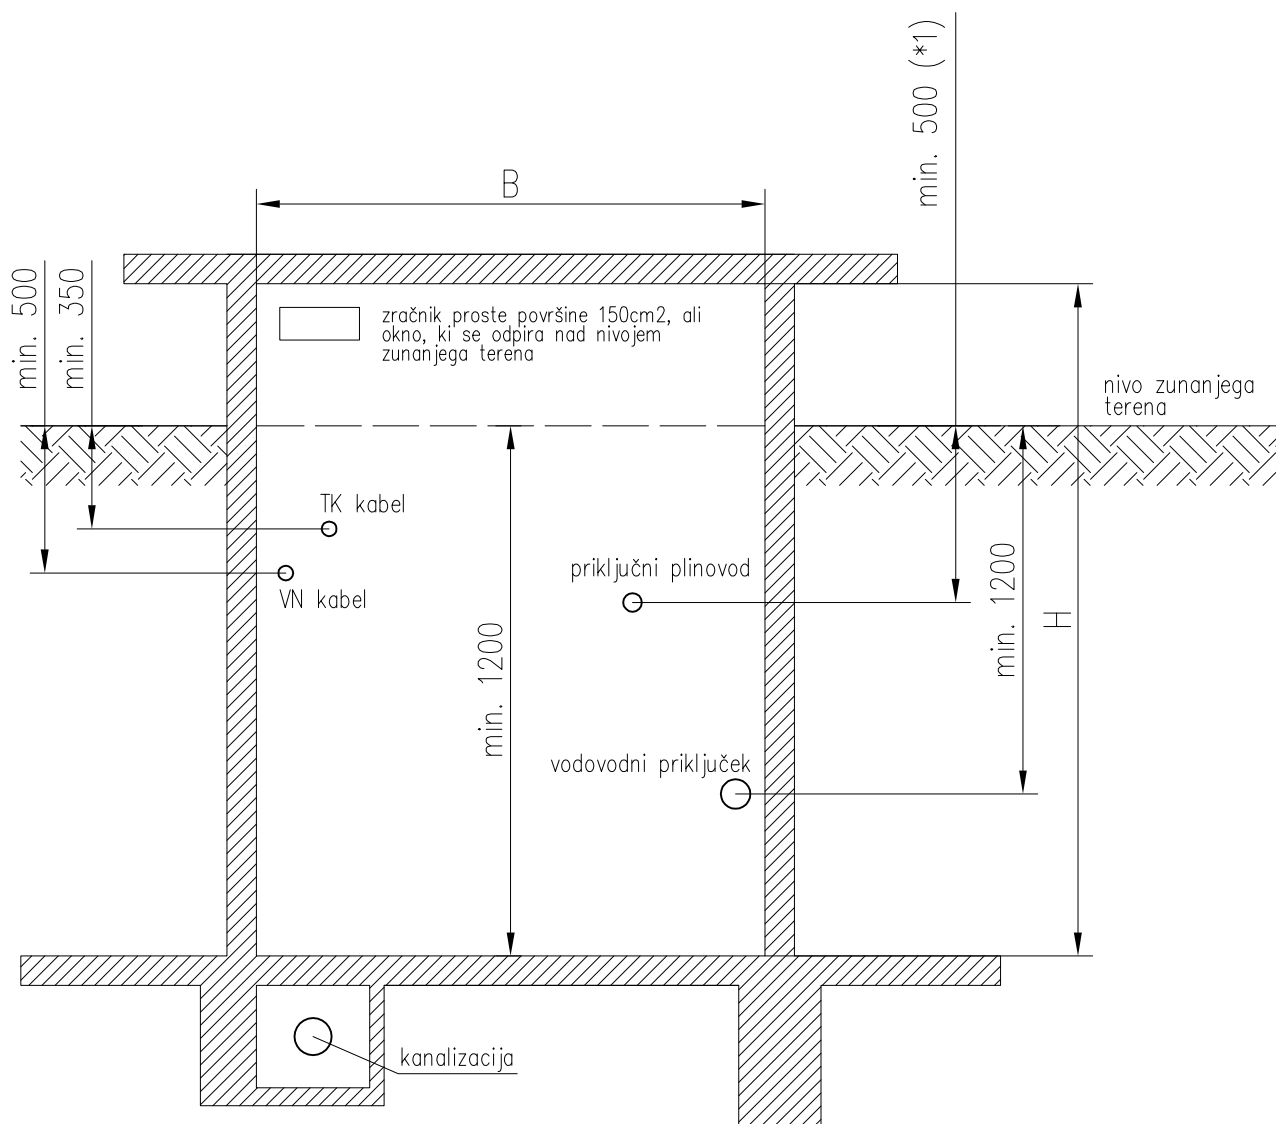 min. 500 (*1)
B
min. 500
min. 350
zračnik proste površine 150cm2, ali
okno, ki se odpira nad nivojem
zunanjega terena
nivo zunanjega
terena
TK kabel
VN kabel
priključni plinovod
min. 1200
min. 1200
H
vodovodni priključek
kanalizacija